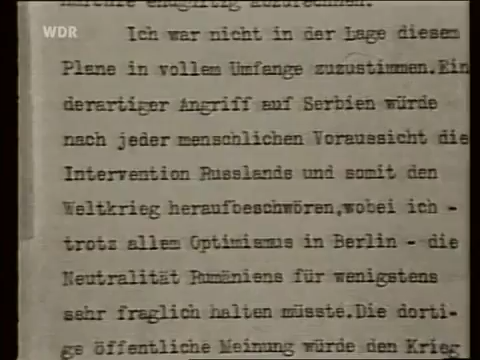 WDR
endgültig abzurechnen.
Ich war nicht in der Lage diesem
Plane in vollem Umfange zuzustimmen.Ein
derartiger Angriff auf Serbien würde
nach jeder menschlichen Voraussicht die
Intervention Russlands und somit den
Weltkrieg heraufbeschwören,wobei ich -
trotz allem Optimismus in Berlin - die
Neutralität Rumäniens für wenigstens
sehr fraglich halten müsste.Die dorti-
ge öffentliche Meinung würde den Krieg